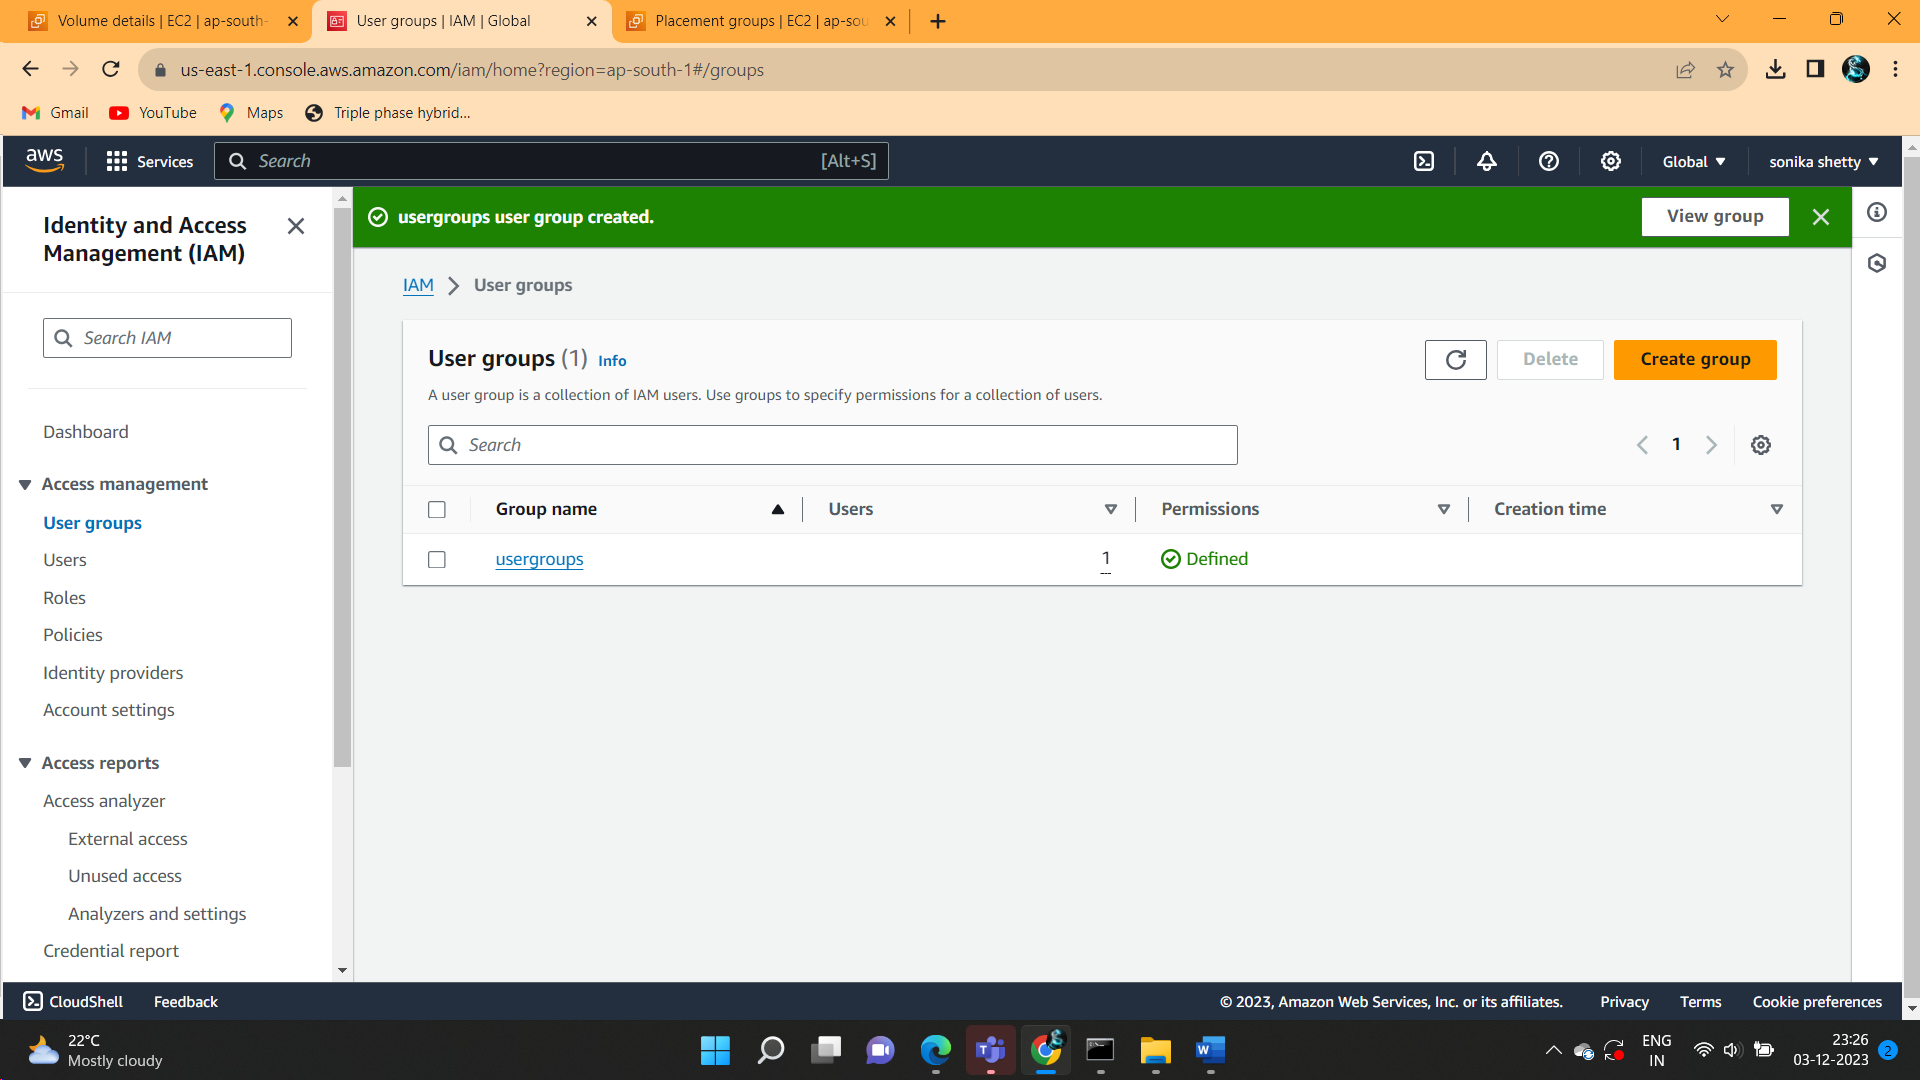 Volume details | EC2 | ap-south-
User groups | IAM | Global
Placement groups | EC2 | ap-sou
us-east-1.console.aws.amazon.com/iam/home?region=ap-south-1#/groups
Gmail
YouTube
Maps
Triple phase hybrid...
aws
Services
Search
[Alt+S]
Global
sonika shetty
Identity and Access
Management (IAM)
Search IAM
Dashboard
Access management
User groups
Users
Roles
Policies
Identity providers
Account settings
Access reports
Access analyzer
External access
Unused access
Analyzers and settings
Credential report
usergroups user group created.
View group
IAM
User groups
User groups (1) Info
Delete
Create group
A user group is a collection of IAM users. Use groups to specify permissions for a collection of users.
Search
1
Group name
Users
Permissions
Creation time
usergroups
1
Defined
CloudShell
Feedback
© 2023, Amazon Web Services, Inc. or its affiliates.
Privacy
Terms
Cookie preferences
22°C
Mostly cloudy
ENG
IN
23:26
03-12-2023
2